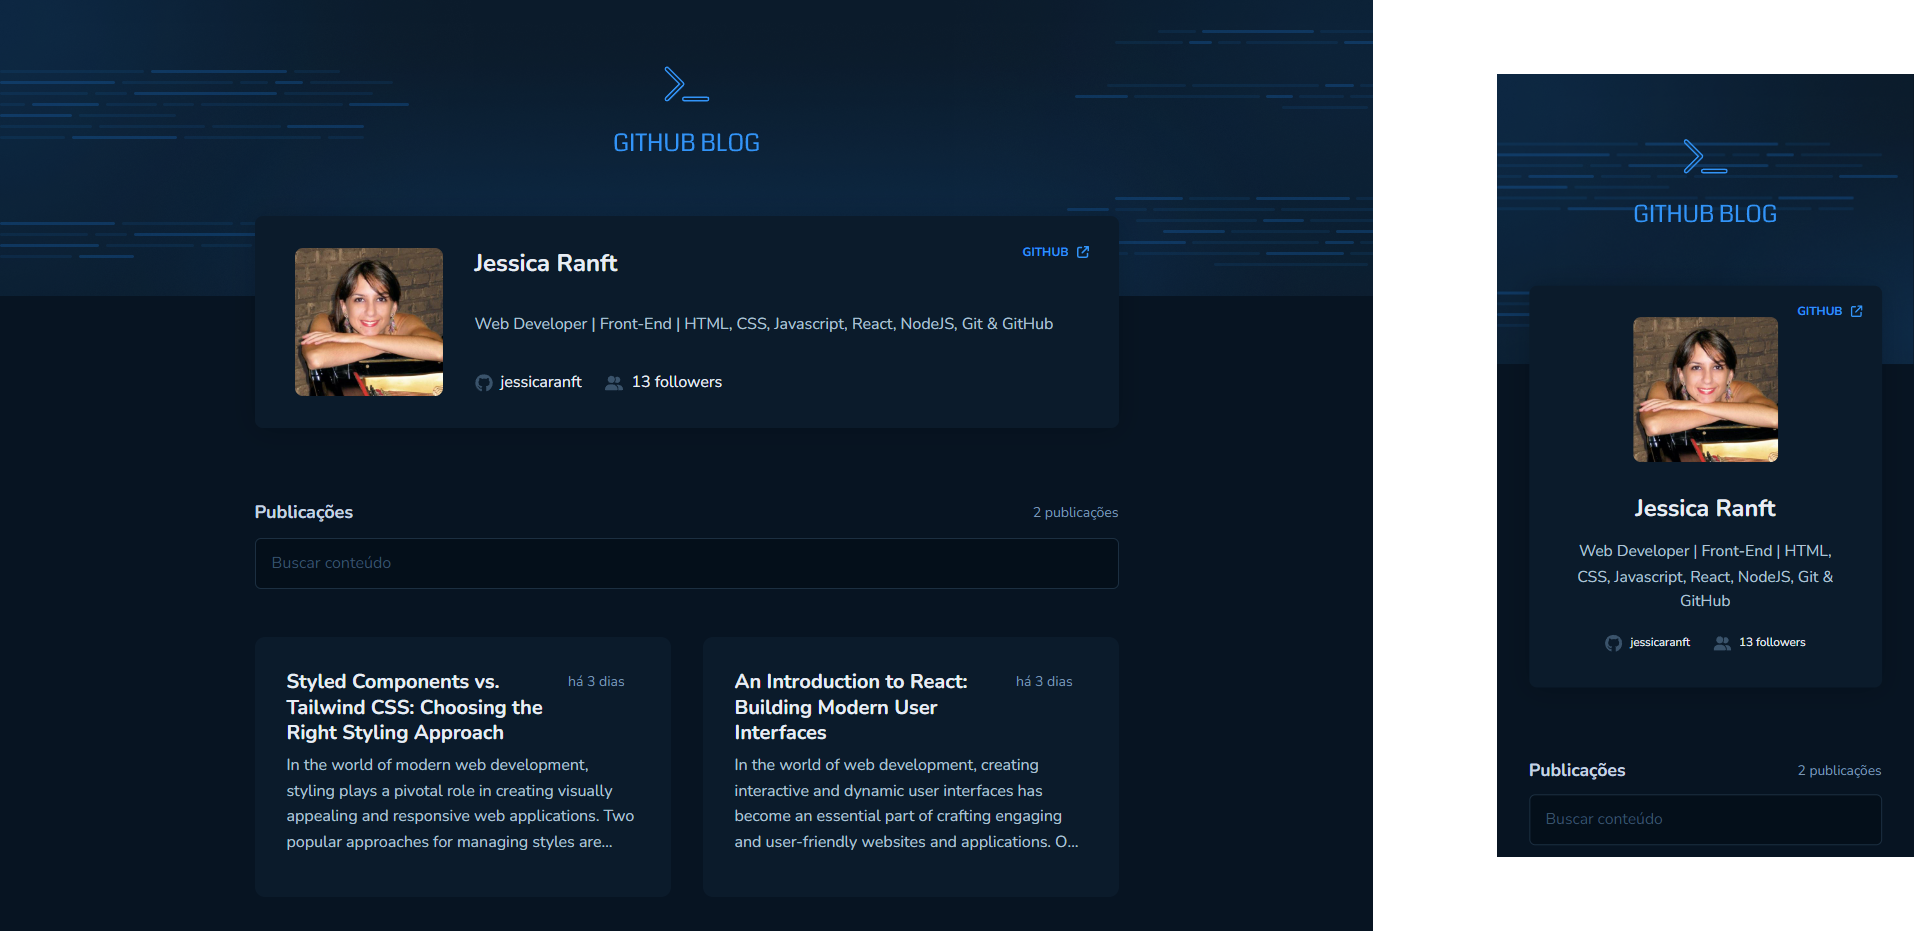 GITHUB BLOG
Jessica Ranft
GITHUB
Web Developer | Front-End | HTML, CSS, Javascript, React, NodeJS, Git & GitHub
jessicaranft
13 followers
Publicações
2 publicações
Buscar conteúdo
Styled Components vs.
Tailwind CSS: Choosing the
Right Styling Approach
há 3 dias
In the world of modern web development,
styling plays a pivotal role in creating visually
appealing and responsive web applications. Two
popular approaches for managing styles are...
An Introduction to React:
Building Modern User
Interfaces
há 3 dias
In the world of web development, creating
interactive and dynamic user interfaces has
become an essential part of crafting engaging
and user-friendly websites and applications. O...
GITHUB BLOG
GITHUB
Jessica Ranft
Web Developer | Front-End | HTML,
CSS, Javascript, React, NodeJS, Git &
GitHub
jessicaranft
13 followers
Publicações
2 publicações
Buscar conteúdo